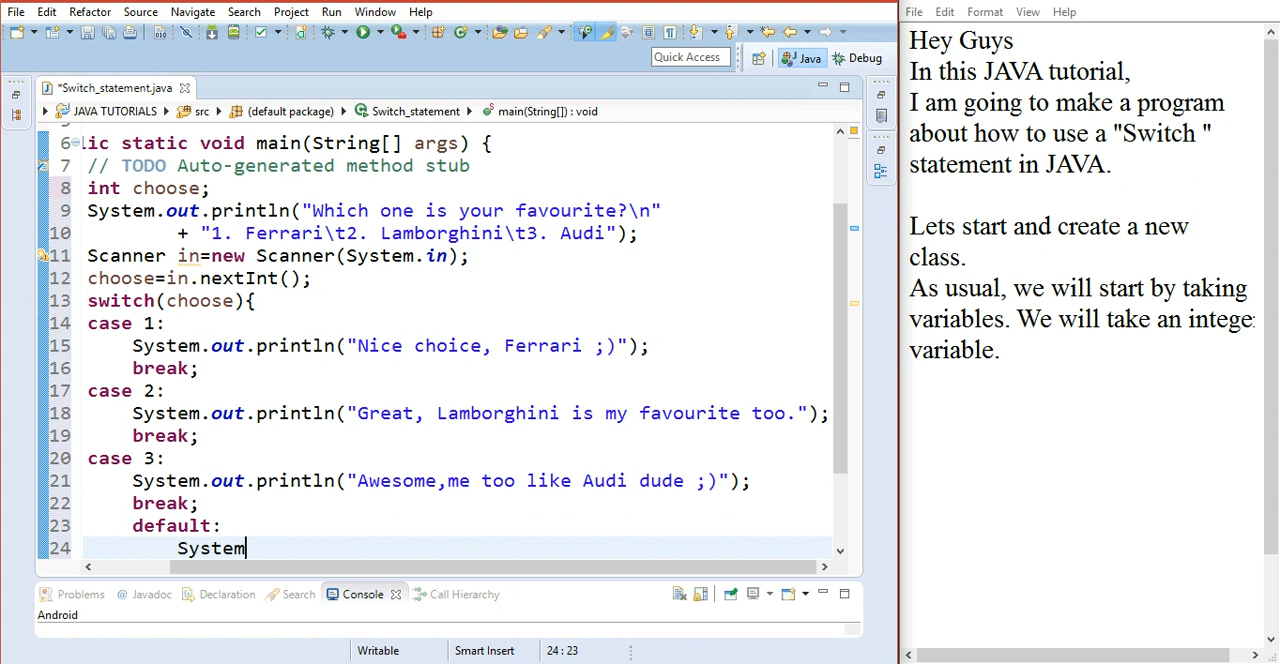 File Edit Refactor Source Navigate Search Project Run Window Help
Quick Access
Java
Debug
*Switch_statement.java
JAVA TUTORIALS src (default package) Switch_statement main(String[]) : void
6 lic static void main(String[] args) {
7 // TODO Auto-generated method stub
8 int choose;
9 System.out.println("Which one is your favourite?\n"
10 + "1. Ferrari\t2. Lamborghini\t3. Audi");
11 Scanner in=new Scanner(System.in);
12 choose=in.nextInt();
13 switch(choose){
14 case 1:
15 System.out.println("Nice choice, Ferrari ;)");
16 break;
17 case 2:
18 System.out.println("Great, Lamborghini is my favourite too.");
19 break;
20 case 3:
21 System.out.println("Awesome,me too like Audi dude ;)");
22 break;
23 default:
24 System
Problems @ Javadoc Declaration Search Console Call Hierarchy
Android
Writable Smart Insert 24 : 23
File Edit Format View Help
Hey Guys
In this JAVA tutorial,
I am going to make a program
about how to use a "Switch "
statement in JAVA.
Lets start and create a new
class.
As usual, we will start by taking
variables. We will take an intege
variable.